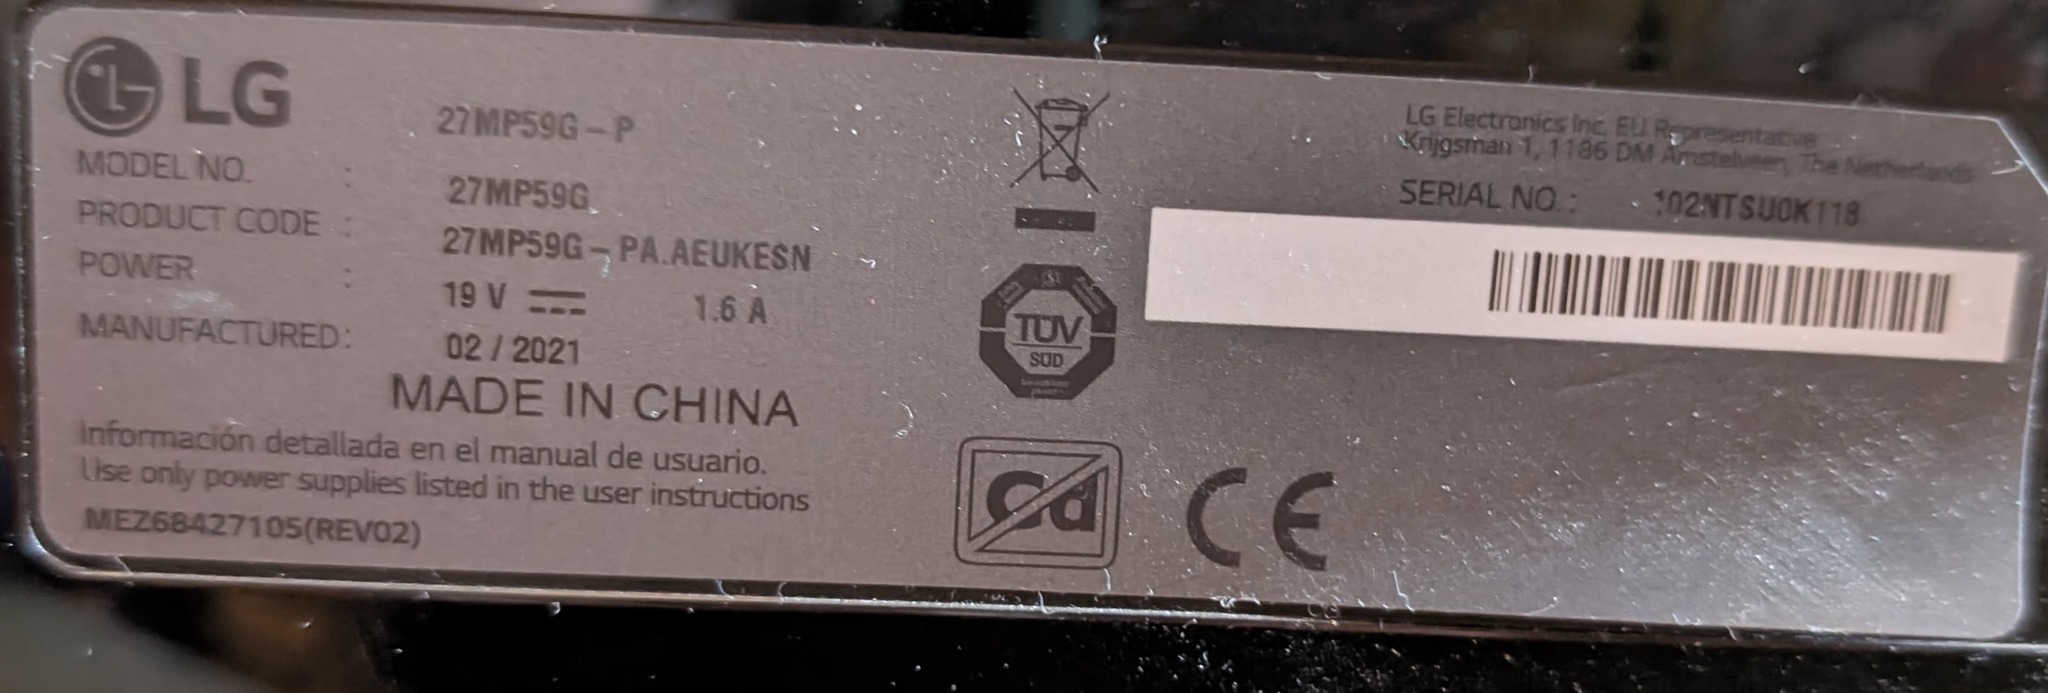 LG
27MP59G-P
MODEL NO. : 27MP59G
PRODUCT CODE : 27MP59G-PA.AEUKESN
POWER : 19 V 1.6 A
MANUFACTURED: 02 / 2021
MADE IN CHINA
Información detallada en el manual de usuario.
Use only power supplies listed in the user instructions
MEZ68427105(REV02)
TÜV
SÜD
Cd
CE
LG Electronics Inc. EU Representative
Krijgsman 1, 1186 DM Amstelveen, The Netherlands
SERIAL NO. : 102NTSU0K118